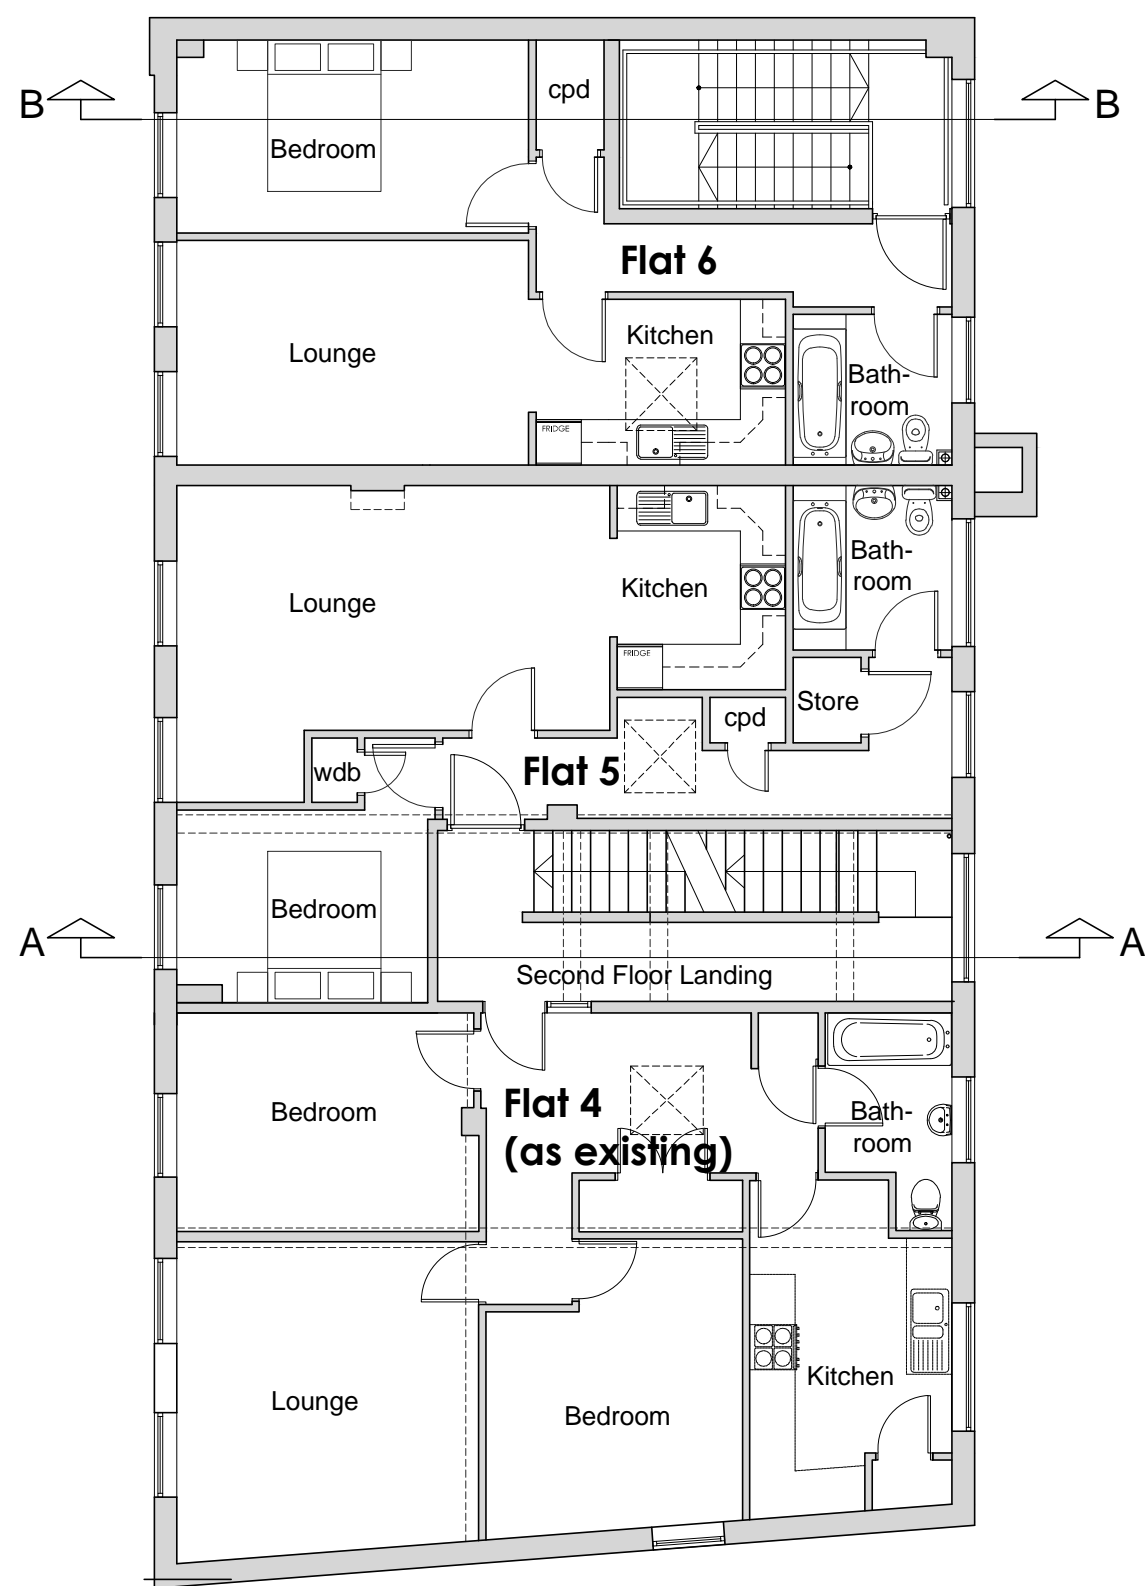 cpd
B
B
Bedroom
Flat 6
Kitchen
Lounge
Bath-
room
FRIDGE
Bath-
room
Kitchen
Lounge
FRIDGE
Store
cpd
wdb
Flat 5
Bedroom
A
A
Second Floor Landing
Flat 4
(as existing)
Bedroom
Bath-
room
Kitchen
Lounge
Bedroom